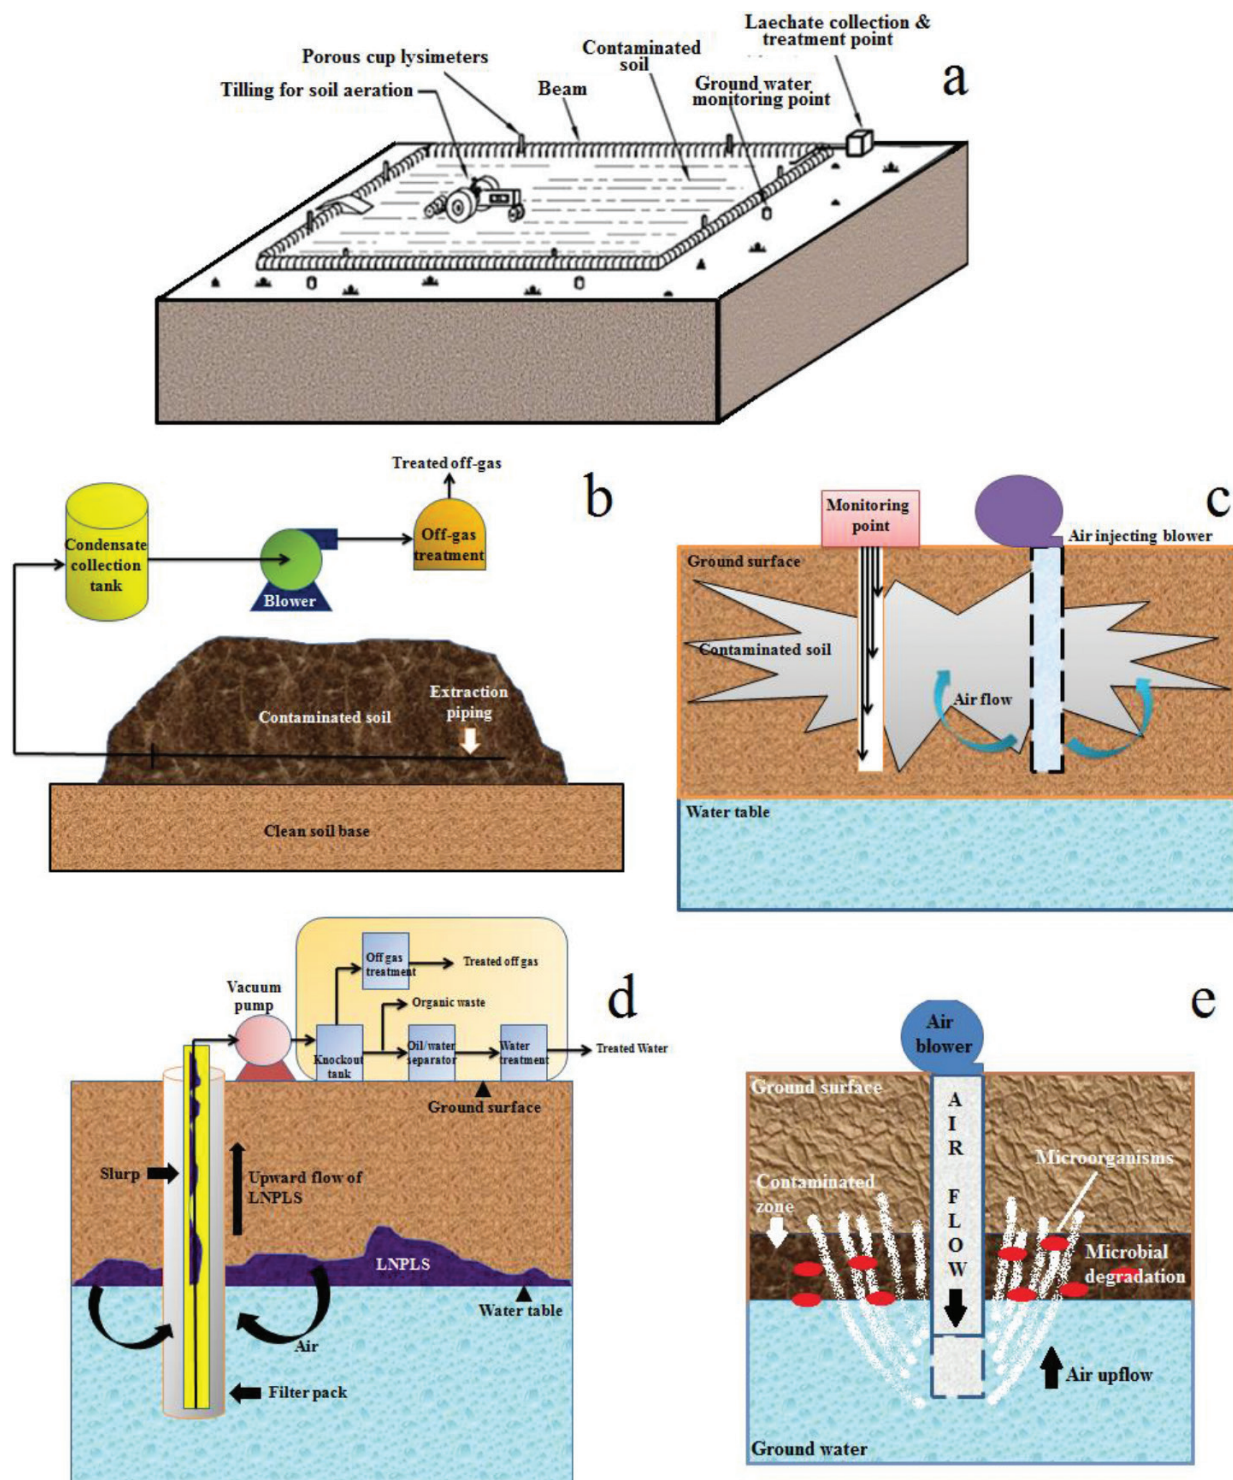 Laechate collection &
treatment point
a
Porous cup lysimeters
Contaminated
soil
Tilling for soil aeration
Beam
Ground water
monitoring point
b
Treated off-gas
Condensate
collection
tank
Off-gas
treatment
Blower
Extraction
piping
Contaminated soil
Clean soil base
c
Monitoring
point
Air injecting blower
Ground surface
Contaminated soil
Air flow
Water table
d
Off gas
treatment
Treated off gas
Vacuum
pump
Organic waste
Knockout
tank
Oil/water
separator
Water
treatment
Treated Water
Ground surface
Slurp
Upward flow of
LNPLS
LNPLS
Water table
Air
Filter pack
e
Air
blower
Ground surface
A
I
R
F
L
O
W
Microorganisms
Contaminated
zone
Microbial
degradation
Air upflow
Ground water